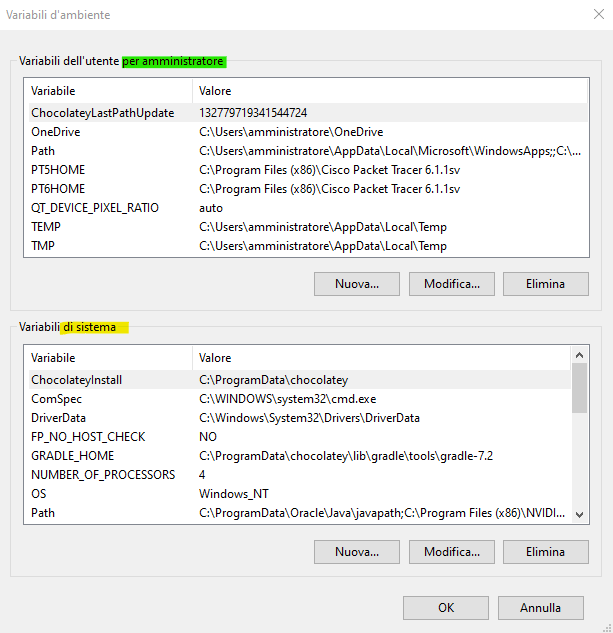 Variabili d'ambiente
Variabili dell'utente per amministratore
Variabile Valore
ChocolateyLastPathUpdate 132779719341544724
OneDrive C:\Users\amministratore\OneDrive
Path C:\Users\amministratore\AppData\Local\Microsoft\WindowsApps;;C:\...
PT5HOME C:\Program Files (x86)\Cisco Packet Tracer 6.1.1sv
PT6HOME C:\Program Files (x86)\Cisco Packet Tracer 6.1.1sv
QT_DEVICE_PIXEL_RATIO auto
TEMP C:\Users\amministratore\AppData\Local\Temp
TMP C:\Users\amministratore\AppData\Local\Temp
Nuova... Modifica... Elimina
Variabili di sistema
Variabile Valore
ChocolateyInstall C:\ProgramData\chocolatey
ComSpec C:\WINDOWS\system32\cmd.exe
DriverData C:\Windows\System32\Drivers\DriverData
FP_NO_HOST_CHECK NO
GRADLE_HOME C:\ProgramData\chocolatey\lib\gradle\tools\gradle-7.2
NUMBER_OF_PROCESSORS 4
OS Windows_NT
Path C:\ProgramData\Oracle\Java\javapath;C:\Program Files (x86)\NVIDI...
Nuova... Modifica... Elimina
OK Annulla